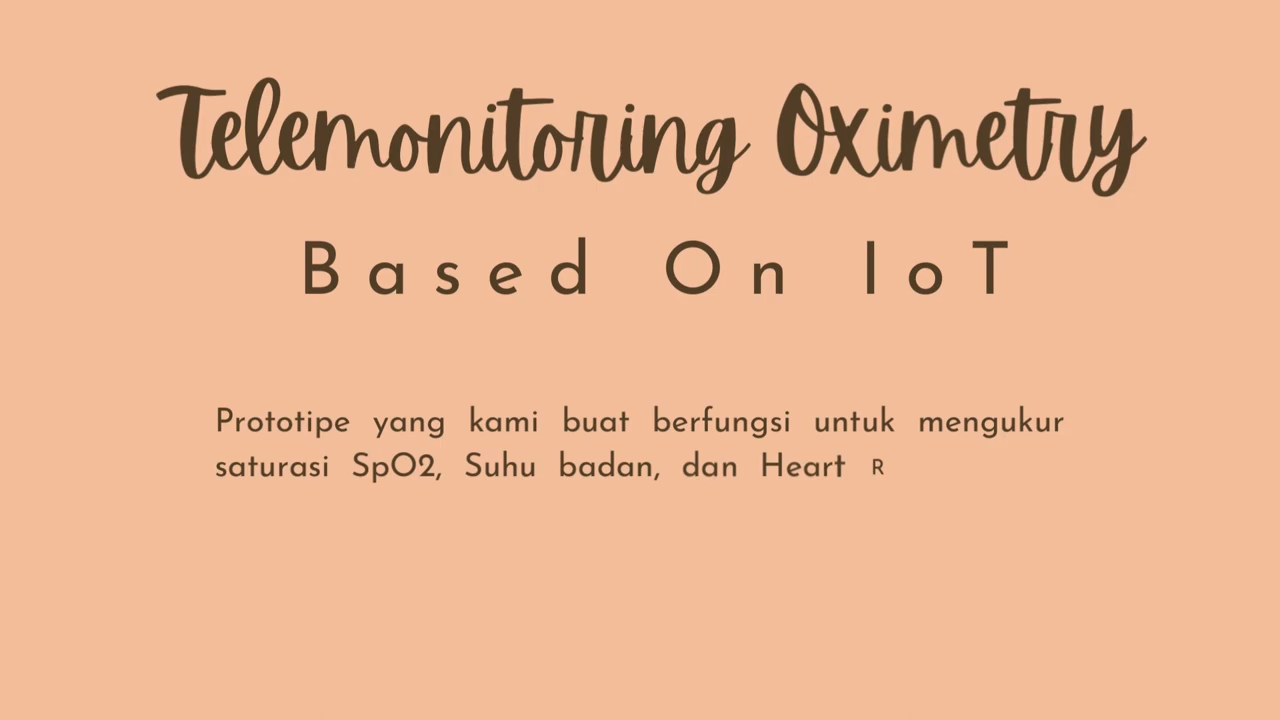 Telemonitoring Oximetry
Based On IoT
Prototipe yang kami buat berfungsi untuk mengukur
saturasi SpO2, Suhu badan, dan Heart R